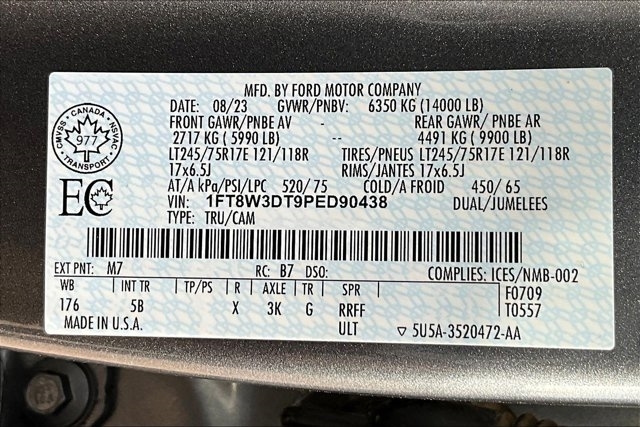 MFD. BY FORD MOTOR COMPANY
DATE: 08/23 GVWR/PNBV: 6350 KG (14000 LB)
FRONT GAWR/PNBE AV - REAR GAWR/ PNBE AR
2717 KG ( 5990 LB) -- 4491 KG ( 9900 LB)
LT245/75R17E 121/118R TIRES/PNEUS LT245/75R17E 121/118R
17x6.5J RIMS/JANTES 17x6.5J
AT/A kPa/PSI/LPC 520/ 75 COLD/A FROID 450/ 65
VIN: 1FT8W3DT9PED90438 DUAL/JUMELEES
TYPE: TRU/CAM
CANADA
CMVSS NSVAC
977
TRANSPORT
EC
EXT PNT: M7 RC: B7 DSO: COMPLIES: ICES/NMB-002
WB INT TR TP/PS R AXLE TR SPR F0709
176 5B X 3K G RRFF T0557
MADE IN U.S.A. ULT ▽ 5U5A-3520472-AA